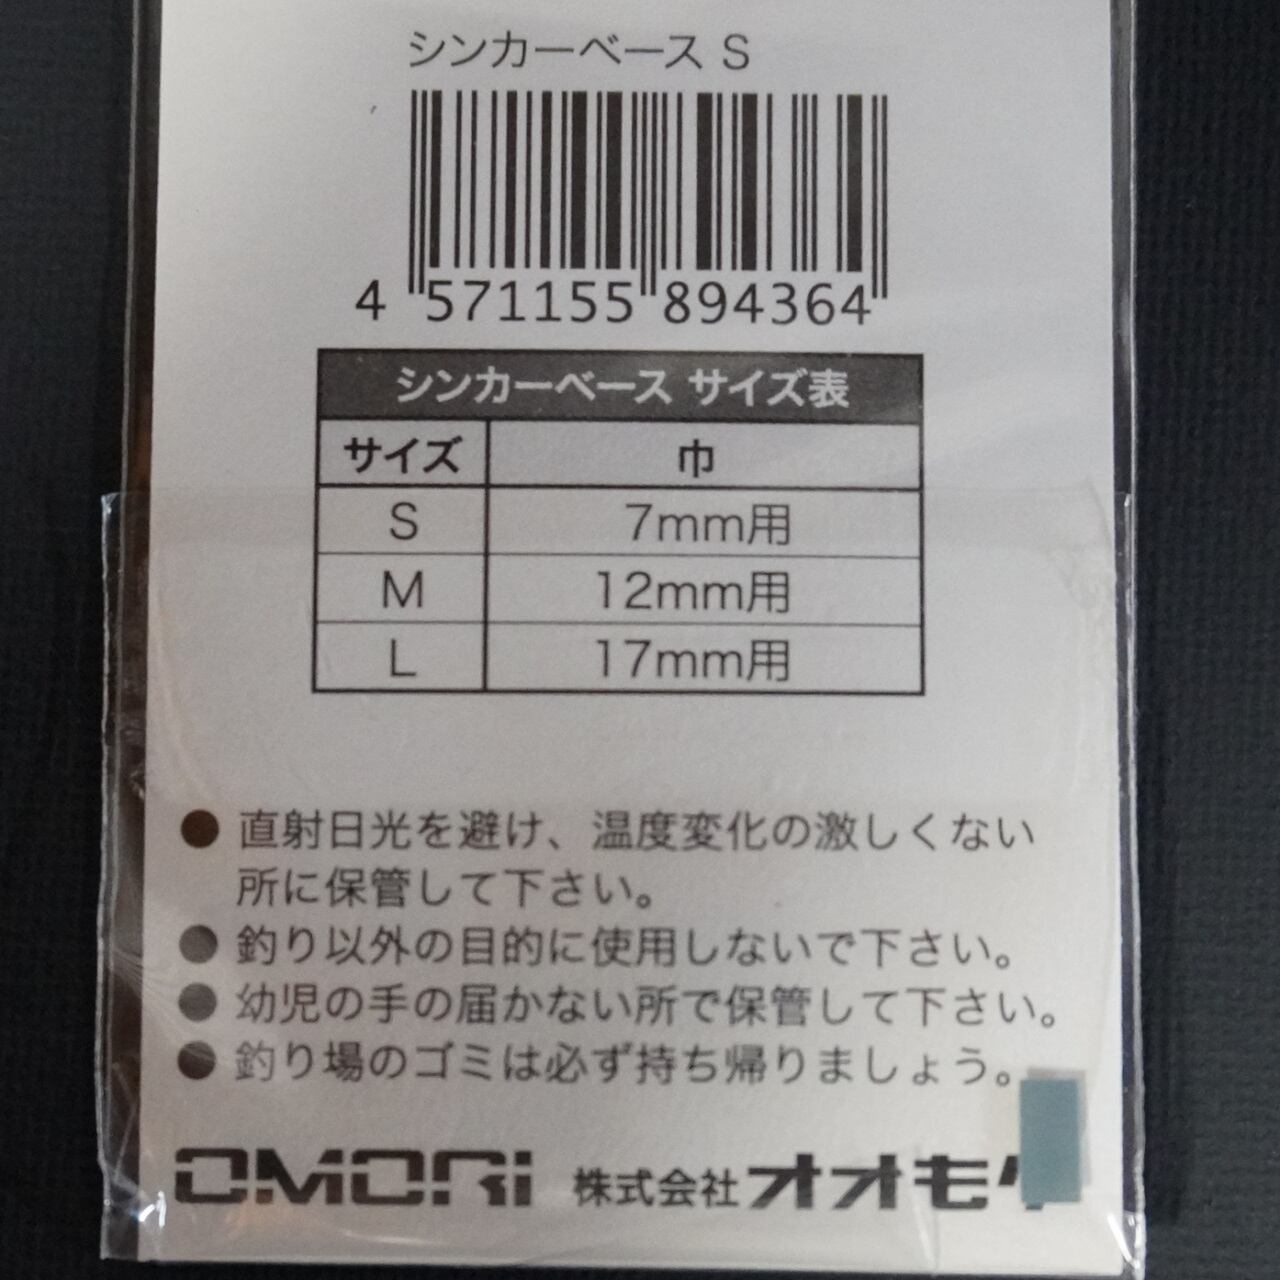 シンカーベース S
4 571155 894364
シンカーベース サイズ表
サイズ 巾
S 7mm用
M 12mm用
L 17mm用
● 直射日光を避け、温度変化の激しくない
所に保管して下さい。
● 釣り以外の目的に使用しないで下さい。
● 幼児の手の届かない所で保管して下さい。
● 釣り場のゴミは必ず持ち帰りましょう。
OMORi 株式会社オオモ